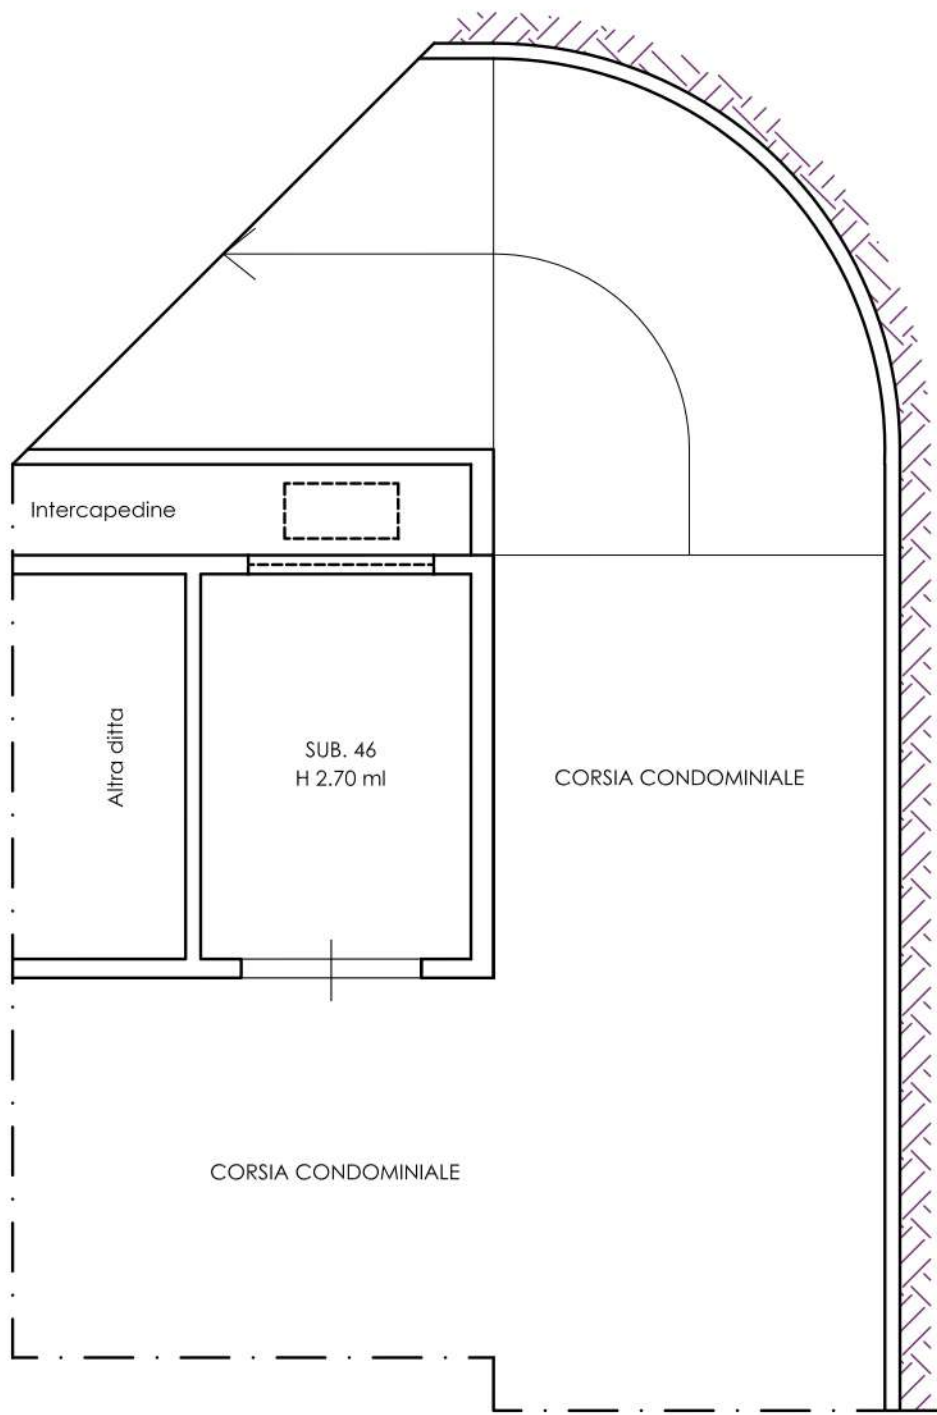 Intercapedine
Altra ditta
SUB. 46
H 2.70 ml
CORSIA CONDOMINIALE
CORSIA CONDOMINIALE